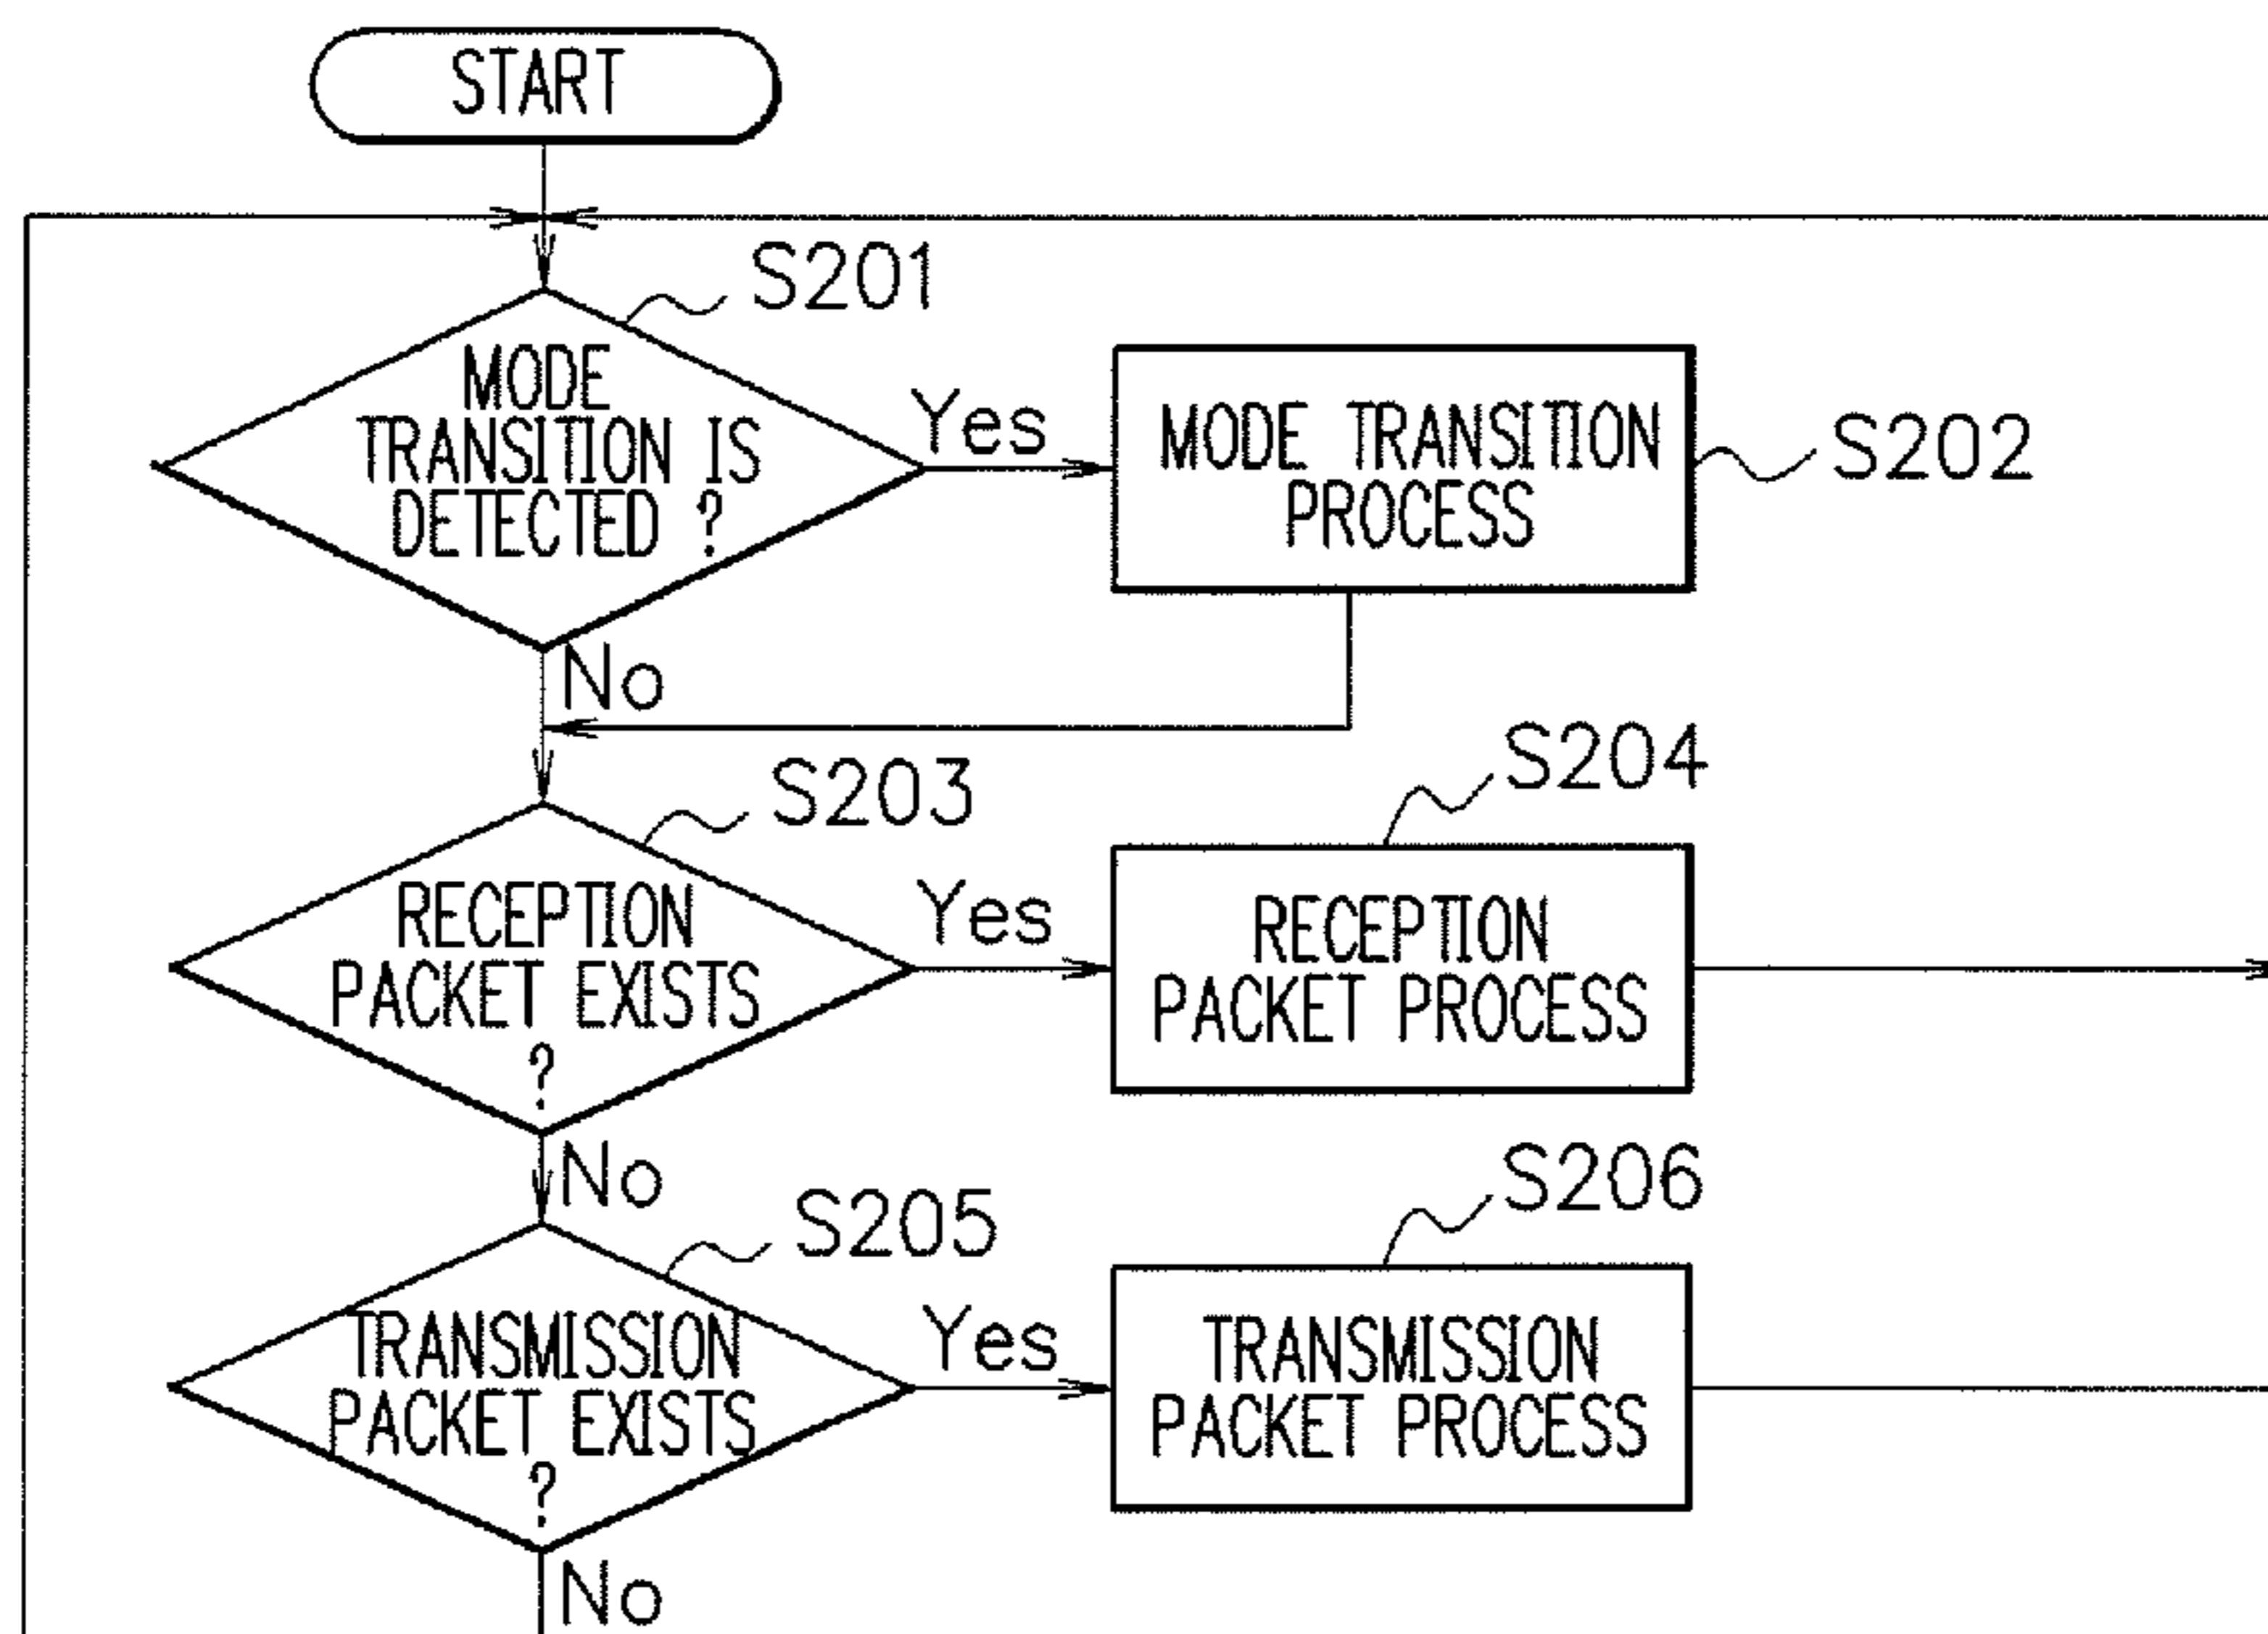 START
S201
MODE
TRANSITION IS
DETECTED ?
Yes
MODE TRANSITION
PROCESS
S202
No
S203
S204
RECEPTION
PACKET EXISTS
?
Yes
RECEPTION
PACKET PROCESS
No
S205
S206
TRANSMISSION
PACKET EXISTS
?
Yes
TRANSMISSION
PACKET PROCESS
No